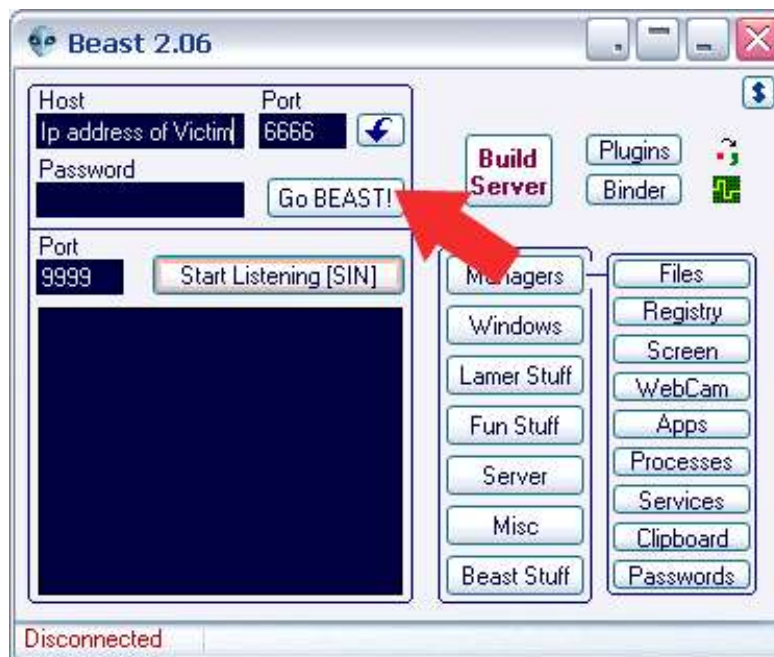 Beast 2.06
Host Port
Ip address of Victim 6666
Password
Go BEAST!
Build
Server
Plugins
Binder
Port
9999 Start Listening [SIN]
Managers
Windows
Lamer Stuff
Fun Stuff
Server
Misc
Beast Stuff
Files
Registry
Screen
WebCam
Apps
Processes
Services
Clipboard
Passwords
Disconnected